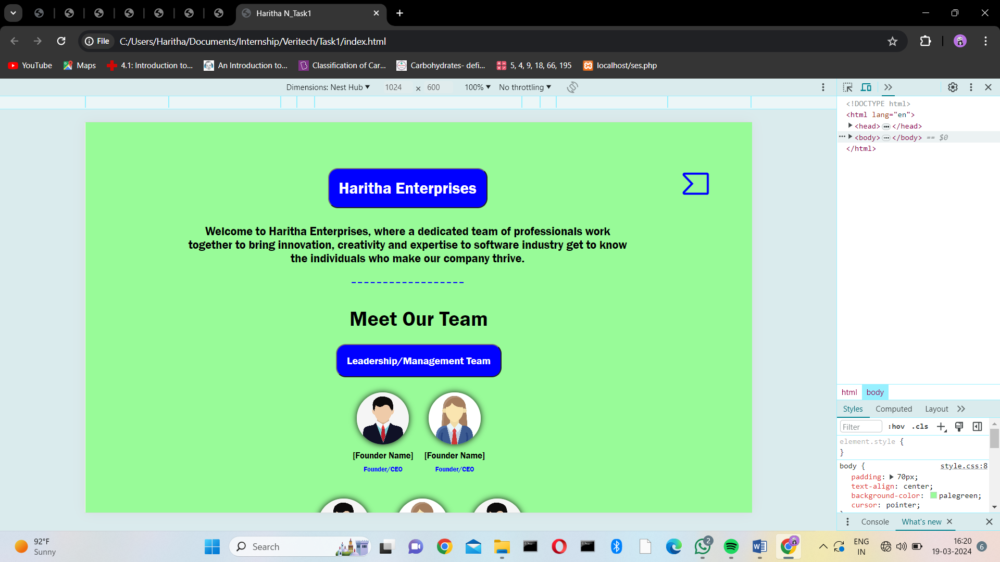 Haritha N_Task1
File C:/Users/Haritha/Documents/Internship/Veritech/Task1/index.html
YouTube Maps 4.1: Introduction to... An Introduction to... Classification of Car... Carbohydrates- defi... 5, 4, 9, 18, 66, 195 localhost/ses.php
Dimensions: Nest Hub 1024 × 600 100% No throttling
Haritha Enterprises
Welcome to Haritha Enterprises, where a dedicated team of professionals work
together to bring innovation, creativity and expertise to software industry get to know
the individuals who make our company thrive.
------------------
Meet Our Team
Leadership/Management Team
[Founder Name] [Founder Name]
Founder/CEO Founder/CEO
<!DOCTYPE html>
<html lang="en">
<head> ••• </head>
••• <body> ••• </body> == $0
</html>
html body
Styles Computed Layout
Filter :hov .cls
element.style {
}
body { style.css:8
padding: 70px;
text-align: center;
background-color: palegreen;
cursor: pointer;
Console What's new
92°F
Sunny
Search
2
ENG
IN
16:20
19-03-2024
6